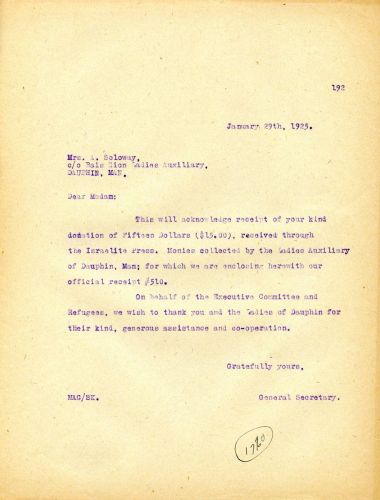 192
January 29th, 1925.
Mrs. A. Soloway,
c/o Bais Zion Ladies Auxiliary,
DAUPHIN, MAN.
Dear Madam:
This will acknowledge receipt of your kind
donation of Fifteen Dollars ($15.00), received through
the Israelite Press. Monies collected by the Ladies Auxiliary
of Dauphin, Man; for which we are enclosing herewith our
official receipt #510.
On behalf of the Executive Committee and
Refugees, we wish to thank you and the Ladies of Dauphin for
their kind, generous assistance and co-operation.
Gratefully yours,
MAG/SK.
General Secretary.